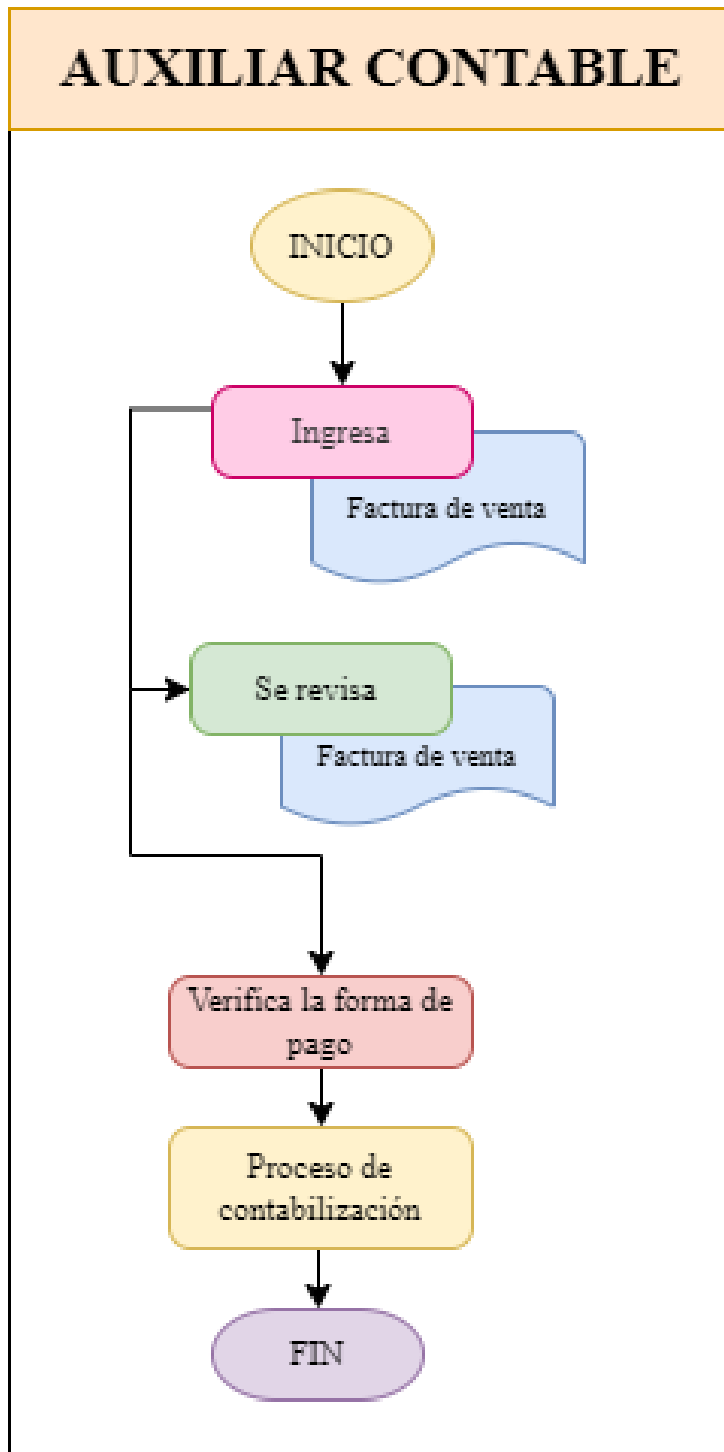 AUXILIAR CONTABLE
INICIO
Ingresa
Factura de venta
Se revisa
Factura de venta
Verifica la forma de
pago
Proceso de
contabilización
FIN